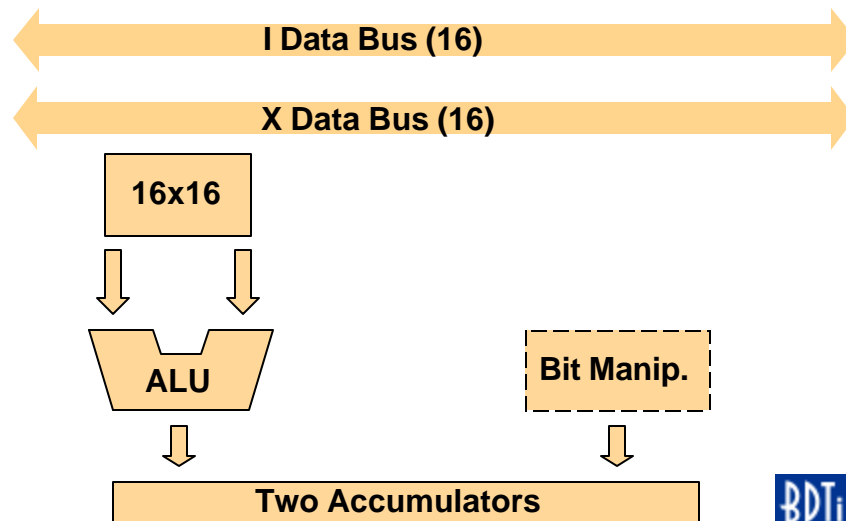 I Data Bus (16)
X Data Bus (16)
16x16
ALU
Bit Manip.
Two Accumulators
BDTi